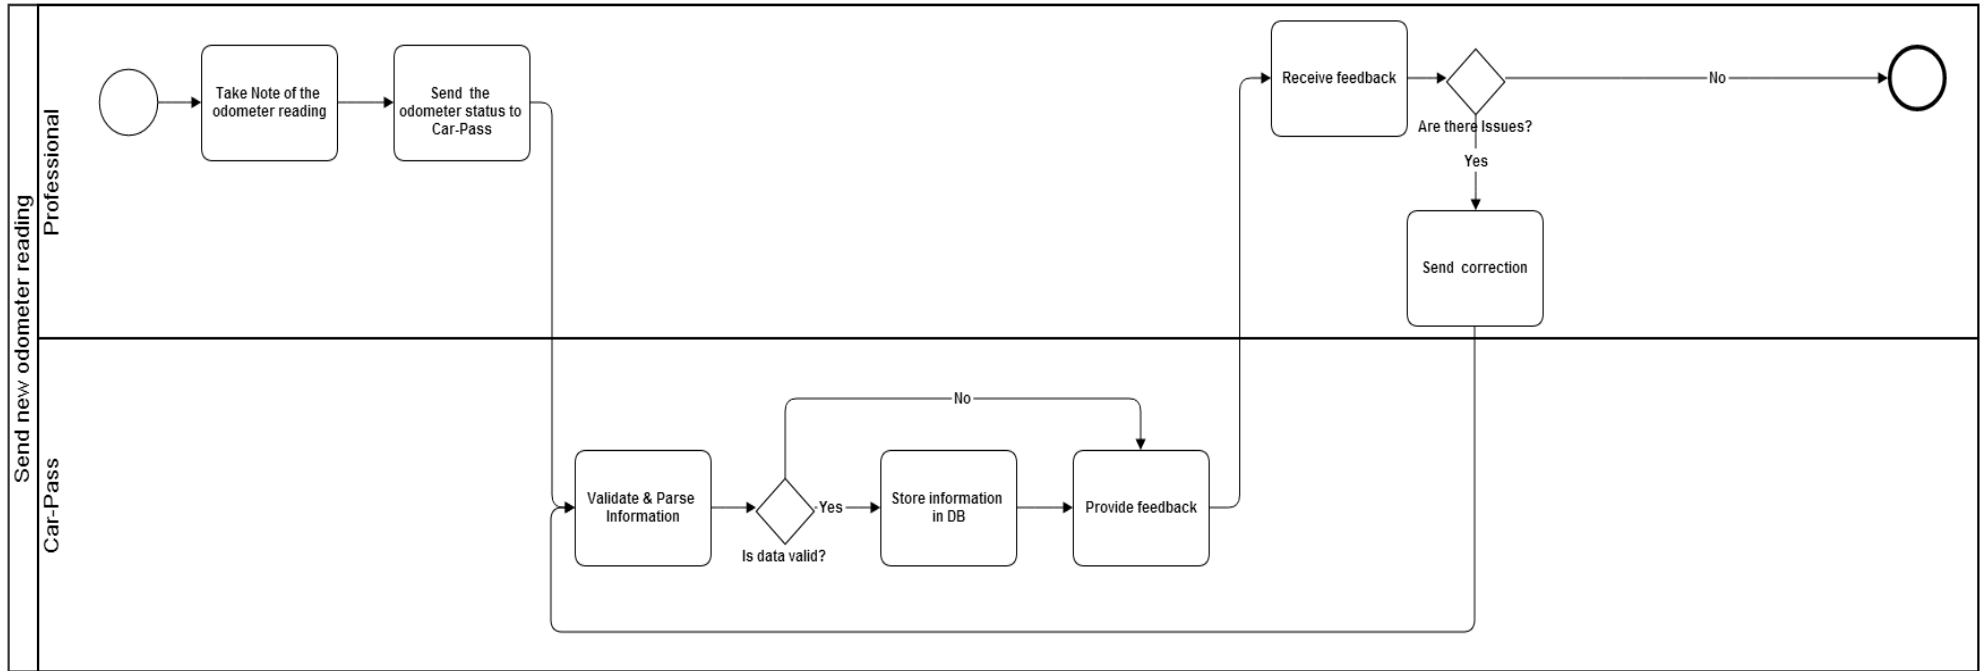 Send new odometer reading
Professional
Take Note of the
odometer reading
Send the
odometer status to
Car-Pass
Receive feedback
Are there Issues?
No
Yes
Send correction
Car-Pass
Validate & Parse
Information
Is data valid?
No
Yes
Store information
in DB
Provide feedback